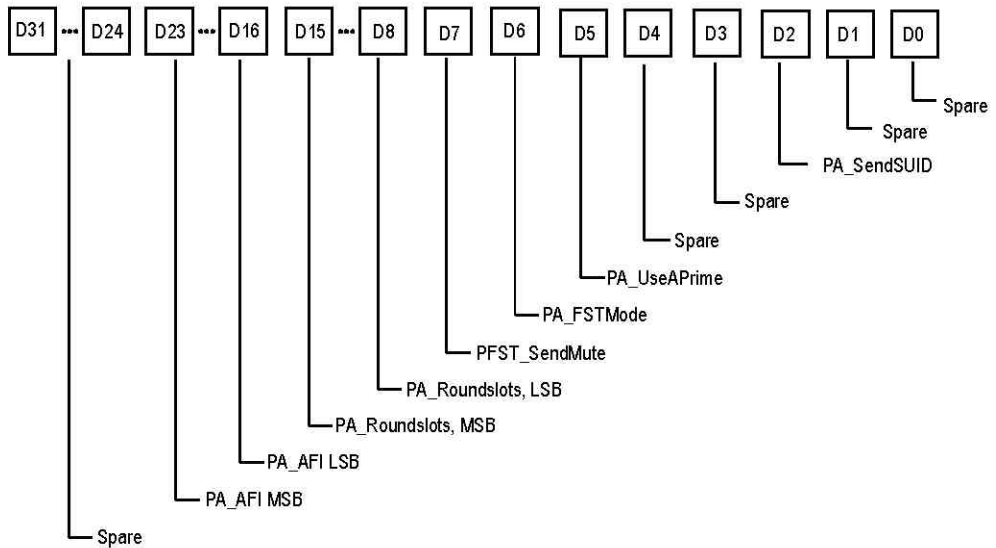 D31 ••• D24 D23 ••• D16 D15 ••• D8 D7 D6 D5 D4 D3 D2 D1 D0
Spare
Spare
PA_SendSUID
Spare
Spare
PA_UseAPrime
PA_FSTMode
PFST_SendMute
PA_Roundslots, LSB
PA_Roundslots, MSB
PA_AFI LSB
PA_AFI MSB
Spare